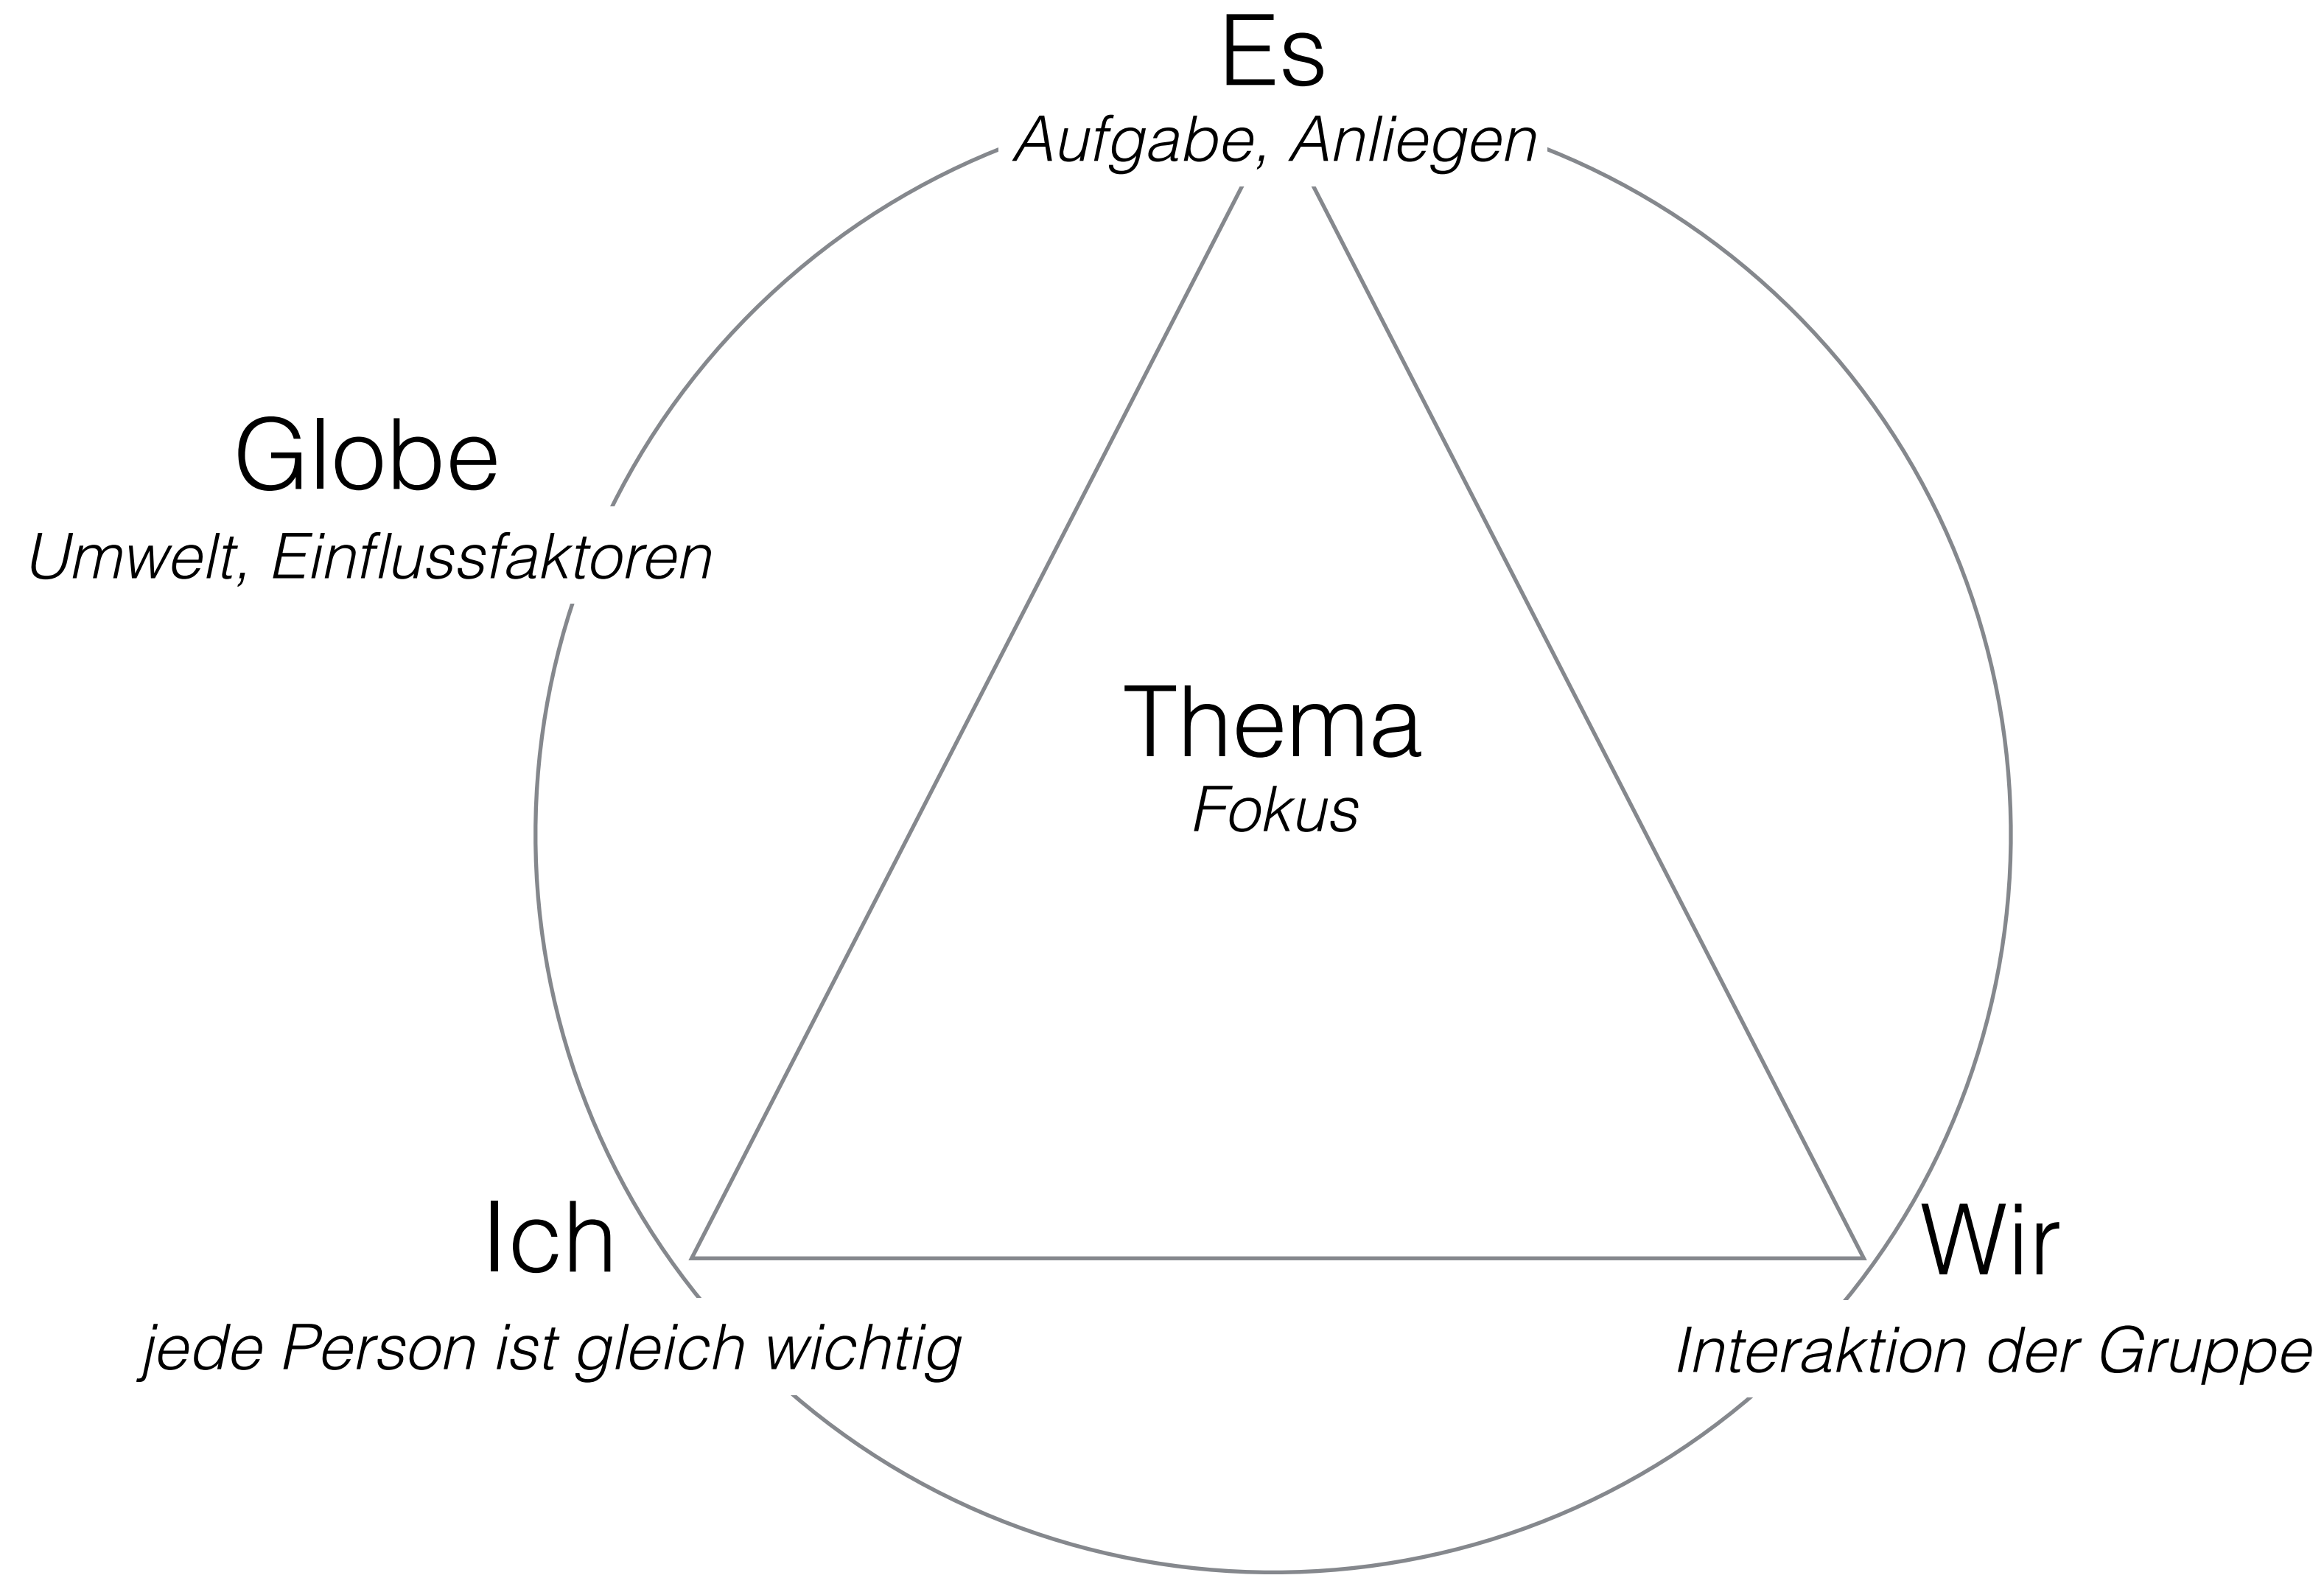 Es
Aufgabe, Anliegen
Globe
Umwelt, Einflussfaktoren
Thema
Fokus
Ich
jede Person ist gleich wichtig
Wir
Interaktion der Gruppe